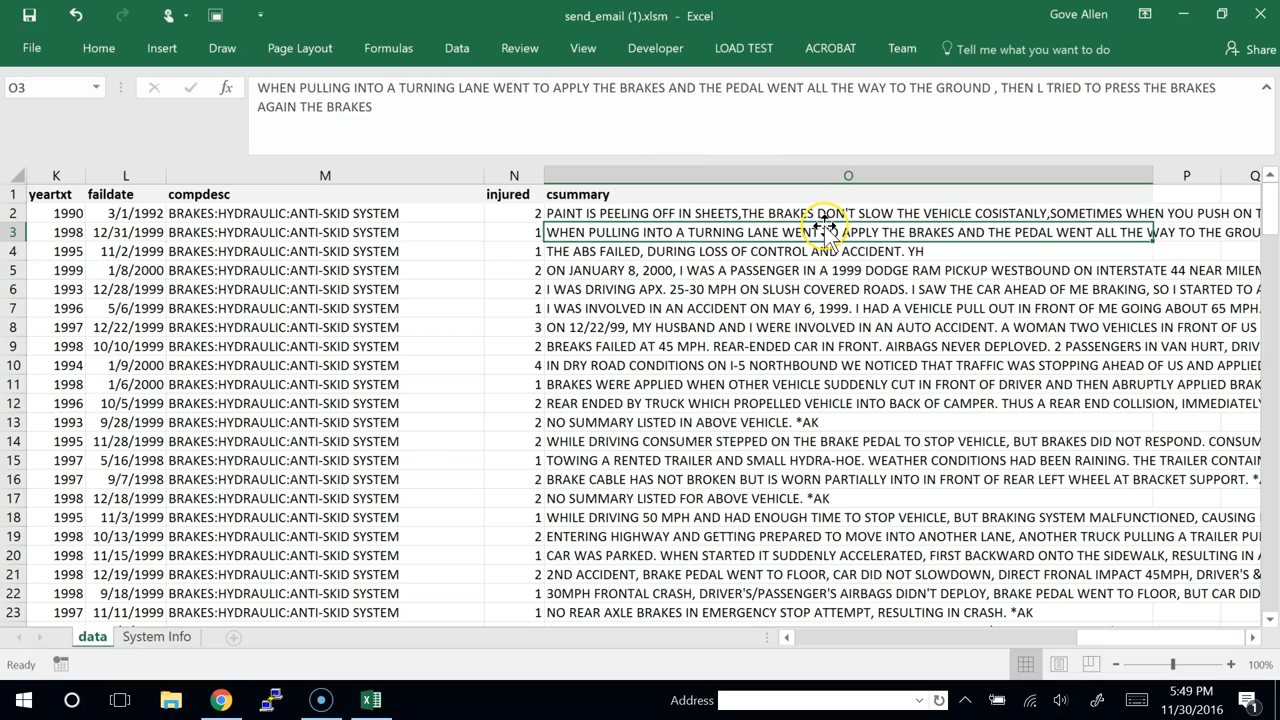 send_email (1).xlsm - Excel
Gove Allen
File Home Insert Draw Page Layout Formulas Data Review View Developer LOAD TEST ACROBAT Team Tell me what you want to do Share
O3 fx WHEN PULLING INTO A TURNING LANE WENT TO APPLY THE BRAKES AND THE PEDAL WENT ALL THE WAY TO THE GROUND , THEN L TRIED TO PRESS THE BRAKES
AGAIN THE BRAKES
K L M N O P Q
1 yeartxt faildate compdesc injured csummary
2 1990 3/1/1992 BRAKES:HYDRAULIC:ANTI-SKID SYSTEM 2 PAINT IS PEELING OFF IN SHEETS,THE BRAKES DON'T SLOW THE VEHICLE COSISTANLY,SOMETIMES WHEN YOU PUSH ON T
3 1998 12/31/1999 BRAKES:HYDRAULIC:ANTI-SKID SYSTEM 1 WHEN PULLING INTO A TURNING LANE APPLY THE BRAKES AND THE PEDAL WENT ALL THE WAY TO THE GROU
4 1995 11/2/1999 BRAKES:HYDRAULIC:ANTI-SKID SYSTEM 1 THE ABS FAILED, DURING LOSS OF CONTROL AND ACCIDENT. YH
5 1999 1/8/2000 BRAKES:HYDRAULIC:ANTI-SKID SYSTEM 2 ON JANUARY 8, 2000, I WAS A PASSENGER IN A 1999 DODGE RAM PICKUP WESTBOUND ON INTERSTATE 44 NEAR MILEM
6 1993 12/28/1999 BRAKES:HYDRAULIC:ANTI-SKID SYSTEM 2 I WAS DRIVING APX. 25-30 MPH ON SLUSH COVERED ROADS. I SAW THE CAR AHEAD OF ME BRAKING, SO I STARTED TO A
7 1996 5/6/1999 BRAKES:HYDRAULIC:ANTI-SKID SYSTEM 1 I WAS INVOLVED IN AN ACCIDENT ON MAY 6, 1999. I HAD A VEHICLE PULL OUT IN FRONT OF ME GOING ABOUT 65 MPH.
8 1997 12/22/1999 BRAKES:HYDRAULIC:ANTI-SKID SYSTEM 3 ON 12/22/99, MY HUSBAND AND I WERE INVOLVED IN AN AUTO ACCIDENT. A WOMAN TWO VEHICLES IN FRONT OF US
9 1998 10/10/1999 BRAKES:HYDRAULIC:ANTI-SKID SYSTEM 2 BREAKS FAILED AT 45 MPH. REAR-ENDED CAR IN FRONT. AIRBAGS NEVER DEPLOVED. 2 PASSENGERS IN VAN HURT, DRIV
10 1994 1/9/2000 BRAKES:HYDRAULIC:ANTI-SKID SYSTEM 4 IN DRY ROAD CONDITIONS ON I-5 NORTHBOUND WE NOTICED THAT TRAFFIC WAS STOPPING AHEAD OF US AND APPLIED
11 1998 1/6/2000 BRAKES:HYDRAULIC:ANTI-SKID SYSTEM 1 BRAKES WERE APPLIED WHEN OTHER VEHICLE SUDDENLY CUT IN FRONT OF DRIVER AND THEN ABRUPTLY APPLIED BRAK
12 1996 10/5/1999 BRAKES:HYDRAULIC:ANTI-SKID SYSTEM 2 REAR ENDED BY TRUCK WHICH PROPELLED VEHICLE INTO BACK OF CAMPER. THUS A REAR END COLLISION, IMMEDIATELY
13 1993 9/28/1999 BRAKES:HYDRAULIC:ANTI-SKID SYSTEM 2 NO SUMMARY LISTED IN ABOVE VEHICLE. *AK
14 1995 11/28/1999 BRAKES:HYDRAULIC:ANTI-SKID SYSTEM 2 WHILE DRIVING CONSUMER STEPPED ON THE BRAKE PEDAL TO STOP VEHICLE, BUT BRAKES DID NOT RESPOND. CONSUM
15 1997 5/16/1998 BRAKES:HYDRAULIC:ANTI-SKID SYSTEM 1 TOWING A RENTED TRAILER AND SMALL HYDRA-HOE. WEATHER CONDITIONS HAD BEEN RAINING. THE TRAILER CONTAIN
16 1997 9/7/1998 BRAKES:HYDRAULIC:ANTI-SKID SYSTEM 2 BRAKE CABLE HAS NOT BROKEN BUT IS WORN PARTIALLY INTO IN FRONT OF REAR LEFT WHEEL AT BRACKET SUPPORT. *
17 1998 12/18/1999 BRAKES:HYDRAULIC:ANTI-SKID SYSTEM 2 NO SUMMARY LISTED FOR ABOVE VEHICLE. *AK
18 1995 11/3/1999 BRAKES:HYDRAULIC:ANTI-SKID SYSTEM 1 WHILE DRIVING 50 MPH AND HAD ENOUGH TIME TO STOP VEHICLE, BUT BRAKING SYSTEM MALFUNCTIONED, CAUSING
19 1998 10/13/1999 BRAKES:HYDRAULIC:ANTI-SKID SYSTEM 2 ENTERING HIGHWAY AND GETTING PREPARED TO MOVE INTO ANOTHER LANE, ANOTHER TRUCK PULLING A TRAILER PU
20 1998 11/15/1999 BRAKES:HYDRAULIC:ANTI-SKID SYSTEM 1 CAR WAS PARKED. WHEN STARTED IT SUDDENLY ACCELERATED, FIRST BACKWARD ONTO THE SIDEWALK, RESULTING IN A
21 1998 12/19/1999 BRAKES:HYDRAULIC:ANTI-SKID SYSTEM 2 2ND ACCIDENT, BRAKE PEDAL WENT TO FLOOR, CAR DID NOT SLOWDOWN, DIRECT FRONAL IMPACT 45MPH, DRIVER'S &
22 1998 9/18/1999 BRAKES:HYDRAULIC:ANTI-SKID SYSTEM 1 30MPH FRONTAL CRASH, DRIVER'S/PASSENGER'S AIRBAGS DIDN'T DEPLOY, BRAKE PEDAL WENT TO FLOOR, BUT CAR DID
23 1997 11/11/1999 BRAKES:HYDRAULIC:ANTI-SKID SYSTEM 1 NO REAR AXLE BRAKES IN EMERGENCY STOP ATTEMPT, RESULTING IN CRASH. *AK
data System Info
Ready 100%
Address
5:49 PM
11/30/2016
1